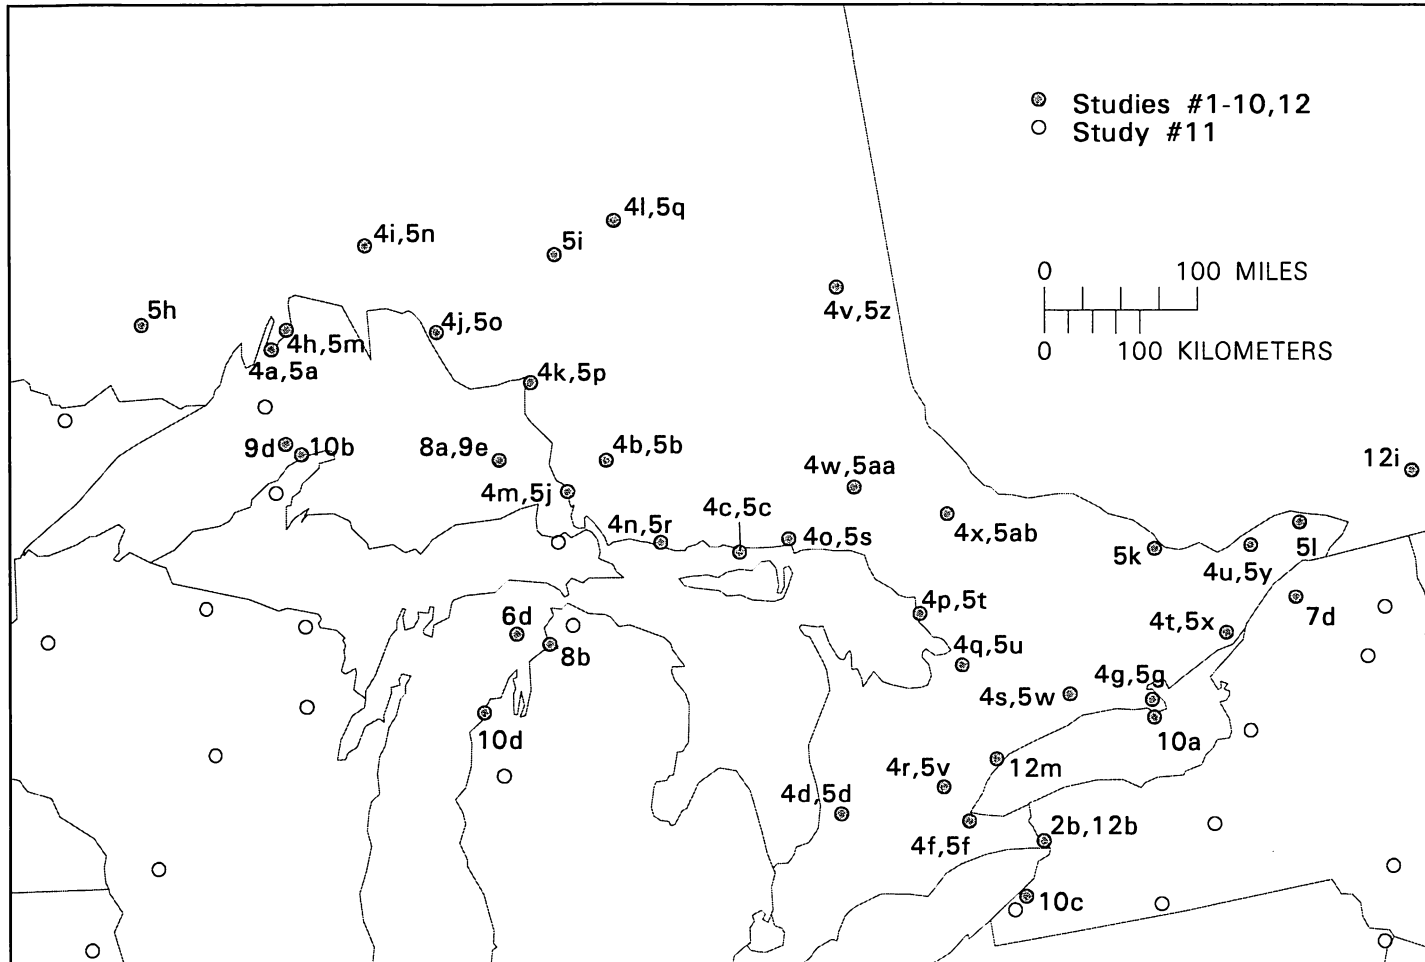 Studies #1-10,12
Study #11
4l,5q
4i,5n
5i
0 100 MILES
0 100 KILOMETERS
5h
4v,5z
4j,5o
4h,5m
4a,5a
4k,5p
9d
10b
8a,9e
4b,5b
4w,5aa
12i
4m,5j
4c,5c
4n,5r
4o,5s
4x,5ab
5k
5l
4u,5y
4p,5t
7d
6d
8b
4q,5u
4t,5x
4s,5w
4g,5g
10d
10a
4r,5v
12m
4d,5d
4f,5f
2b,12b
10c